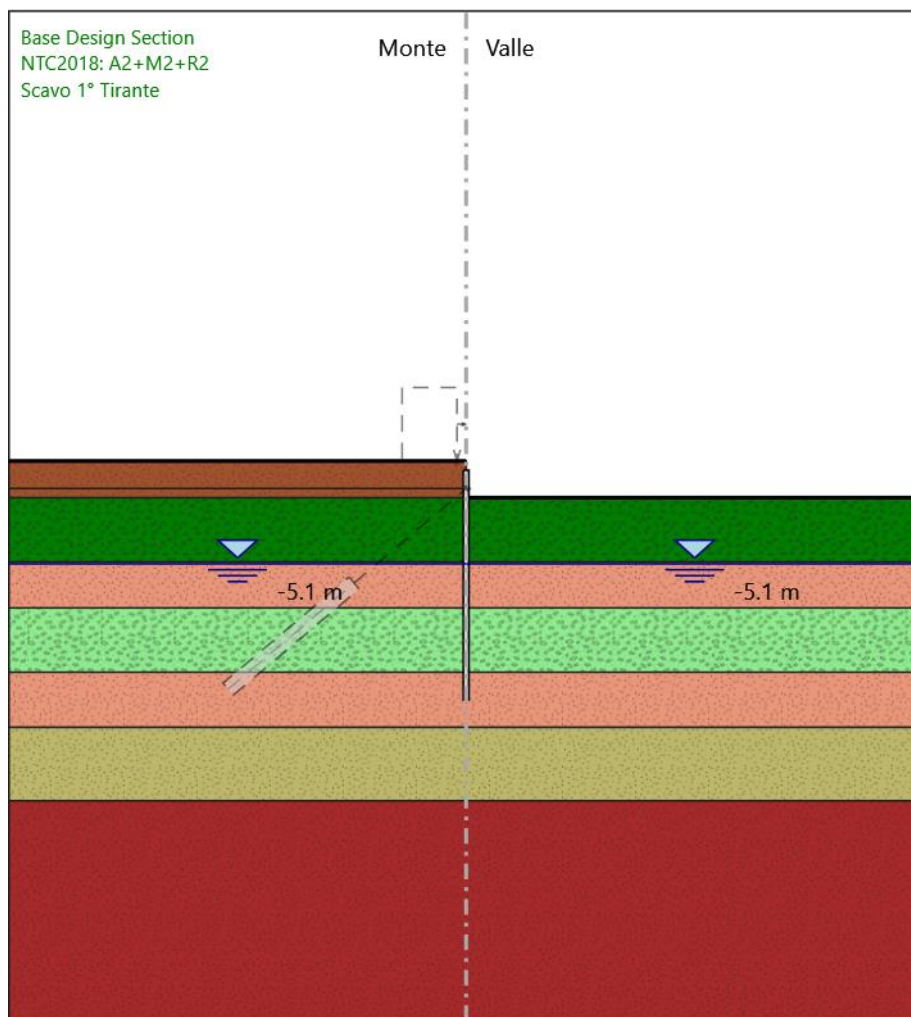 Base Design Section
NTC2018: A2+M2+R2
Scavo 1° Tirante
Monte Valle
-5.1 m -5.1 m